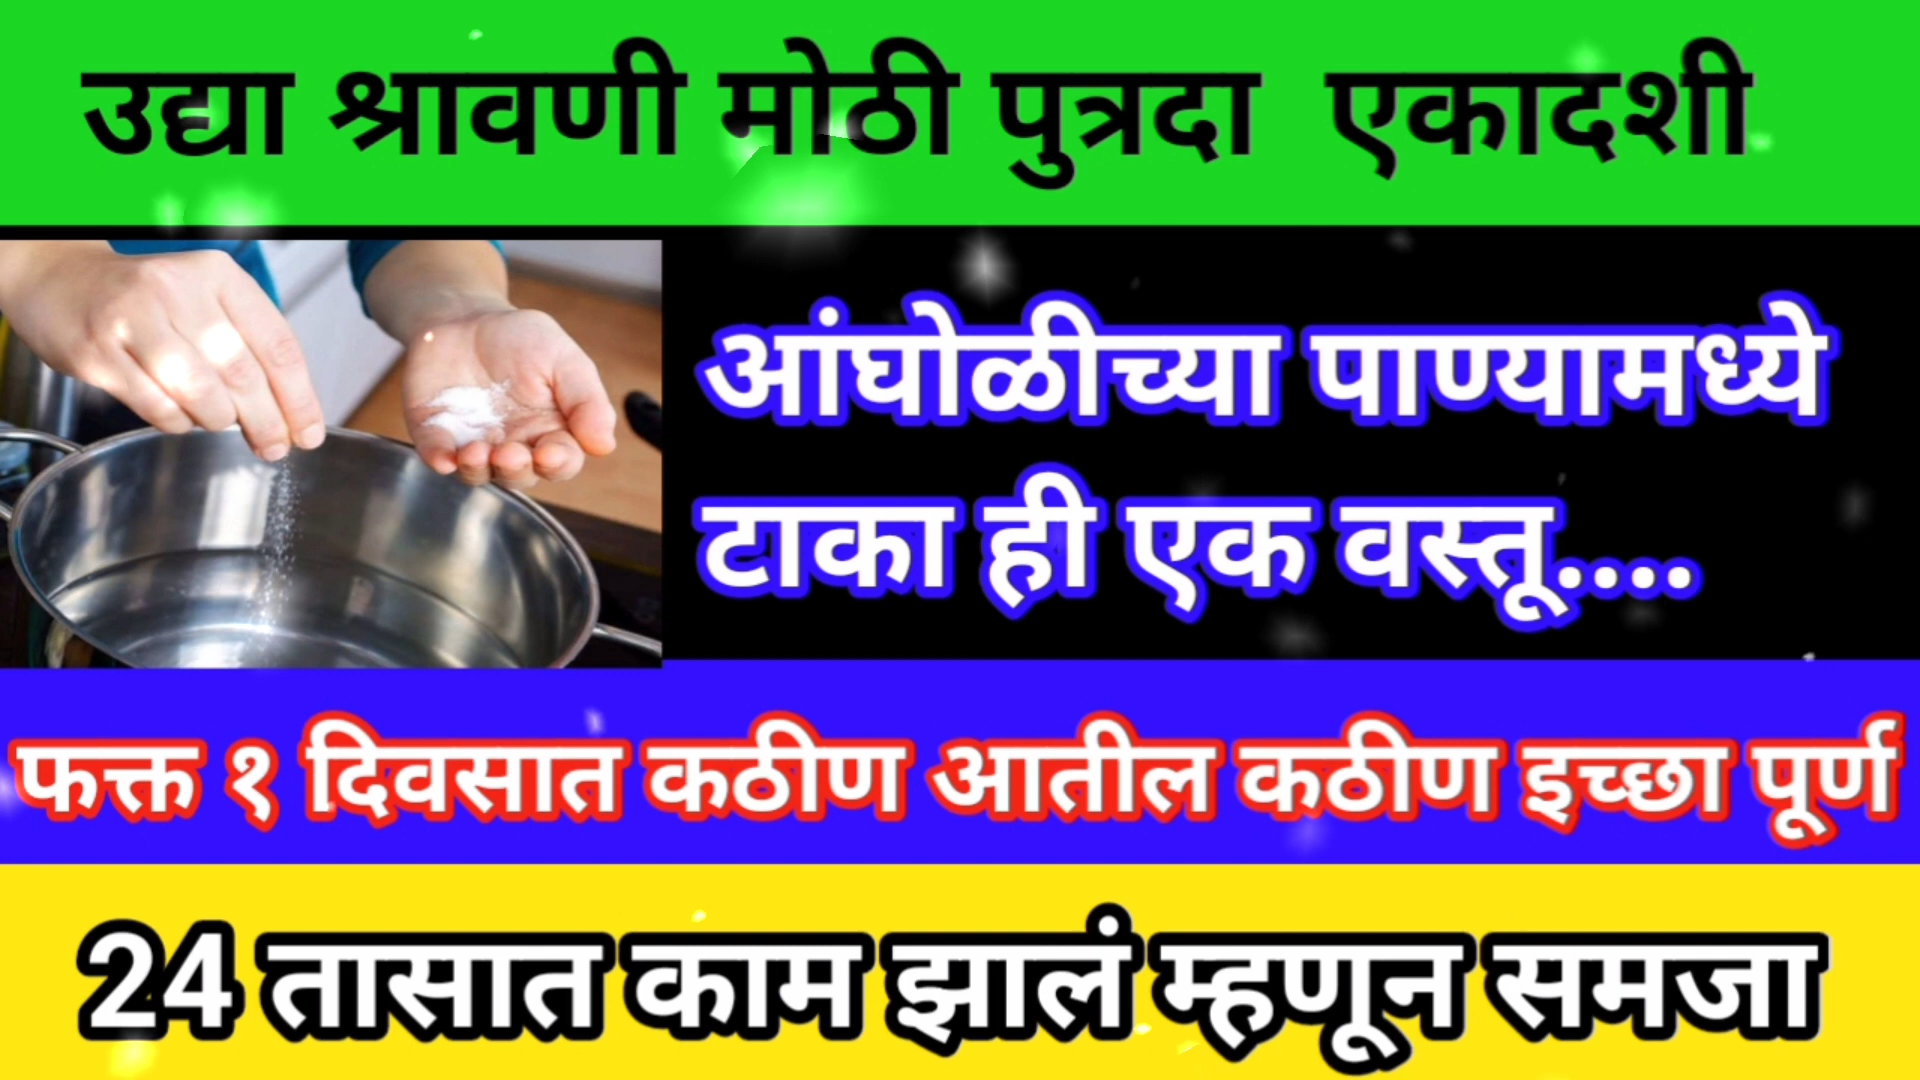 उद्या श्रावणी मोठी पुत्रदा एकादशी
आंघोळीच्या पाण्यामध्ये
टाका ही एक वस्तू....
फक्त १ दिवसात कठीण आतील कठीण इच्छा पूर्ण
24 तासात काम झालं म्हणून समजा